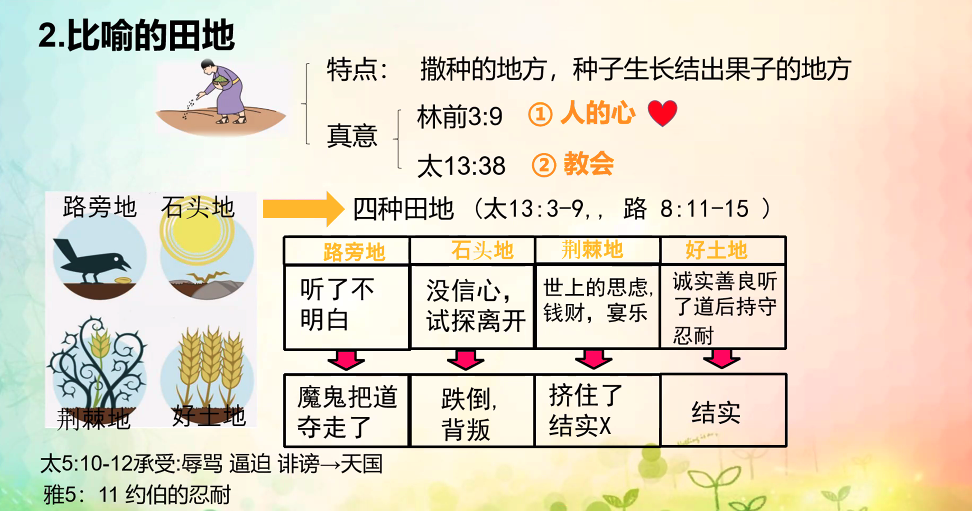 2.比喻的田地
特点： 撒种的地方，种子生长结出果子的地方
真意
林前3:9 ① 人的心
太13:38 ② 教会
路旁地 石头地
荆棘地 好土地
四种田地 （太13:3-9,, 路 8:11-15 ）
路旁地 石头地 荆棘地 好土地
听了不
明白
没信心，
试探离开
世上的思虑,
钱财，宴乐
诚实善良听
了道后持守
忍耐
魔鬼把道
夺走了
跌倒,
背叛
挤住了
结实X
结实
太5:10-12承受:辱骂 逼迫 诽谤→天国
雅5：11 约伯的忍耐